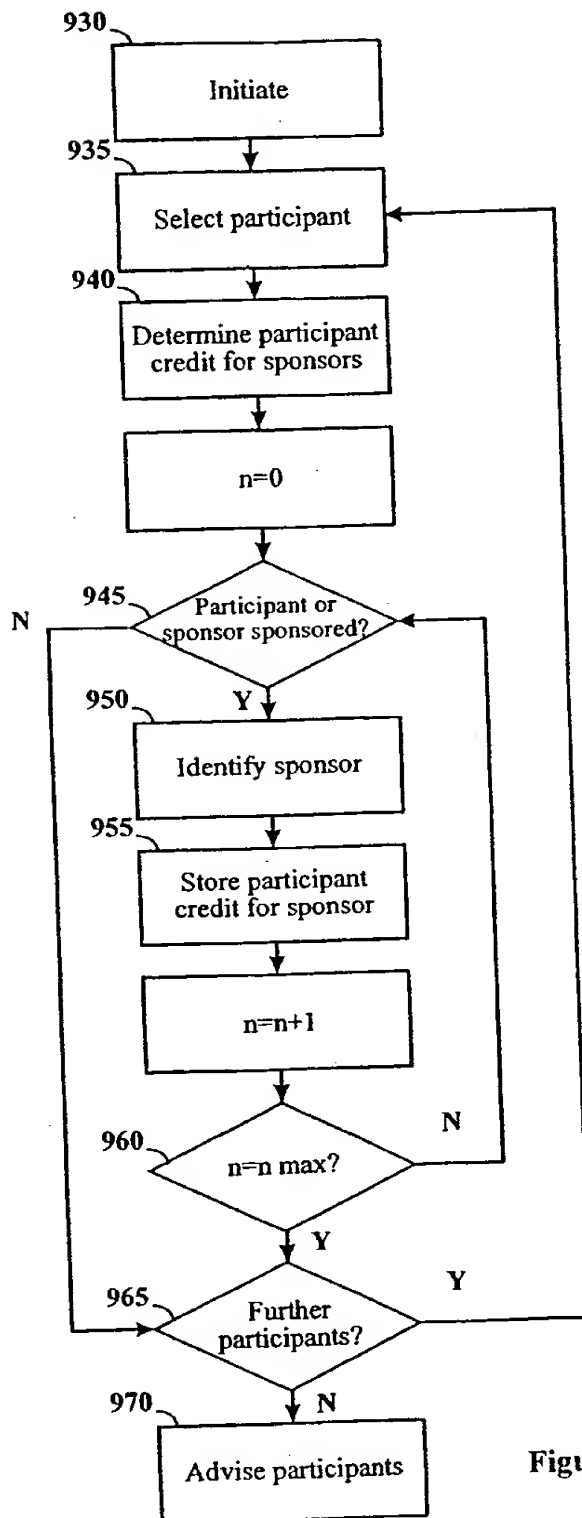 930
Initiate
935
Select participant
940
Determine participant
credit for sponsors
n=0
945
N
Participant or
sponsor sponsored?
Y
950
Identify sponsor
955
Store participant
credit for sponsor
n=n+1
960
N
n=n max?
Y
965
Y
Further
participants?
N
970
Advise participants